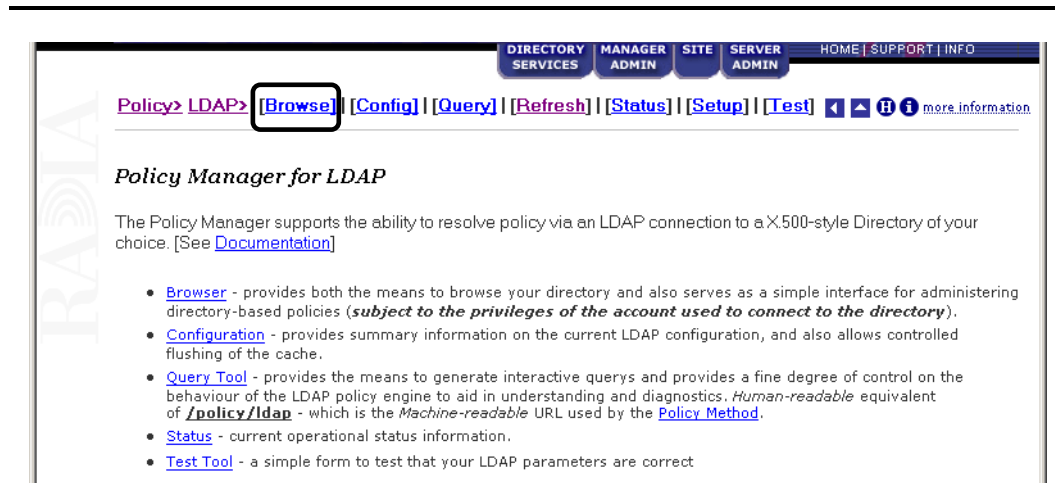 DIRECTORY SERVICES MANAGER ADMIN SITE SERVER ADMIN HOME | SUPPORT | INFO
Policy> LDAP> [Browse] | [Config] | [Query] | [Refresh] | [Status] | [Setup] | [Test] H i more information
RADIA
Policy Manager for LDAP
The Policy Manager supports the ability to resolve policy via an LDAP connection to a X.500-style Directory of your
choice. [See Documentation]
• Browser - provides both the means to browse your directory and also serves as a simple interface for administering
directory-based policies (subject to the privileges of the account used to connect to the directory).
• Configuration - provides summary information on the current LDAP configuration, and also allows controlled
flushing of the cache.
• Query Tool - provides the means to generate interactive querys and provides a fine degree of control on the
behaviour of the LDAP policy engine to aid in understanding and diagnostics. Human-readable equivalent
of /policy/ldap - which is the Machine-readable URL used by the Policy Method.
• Status - current operational status information.
• Test Tool - a simple form to test that your LDAP parameters are correct